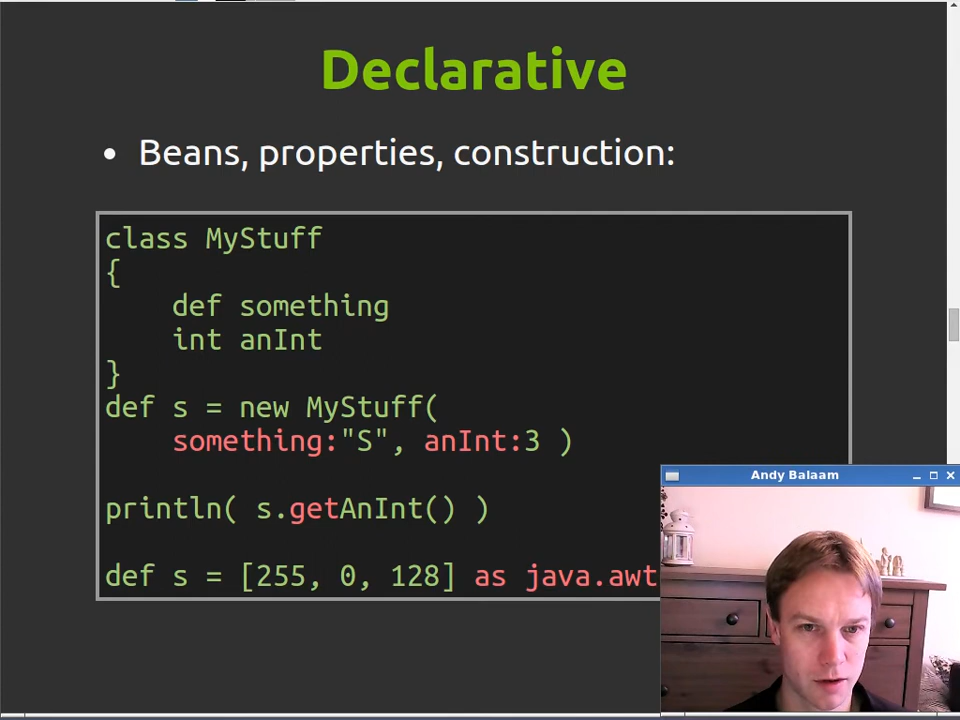 Declarative
• Beans, properties, construction:
class MyStuff
{
    def something
    int anInt
}
def s = new MyStuff(
    something:"S", anInt:3 )
println( s.getAnInt() )
def s = [255, 0, 128] as java.awt
Andy Balaam